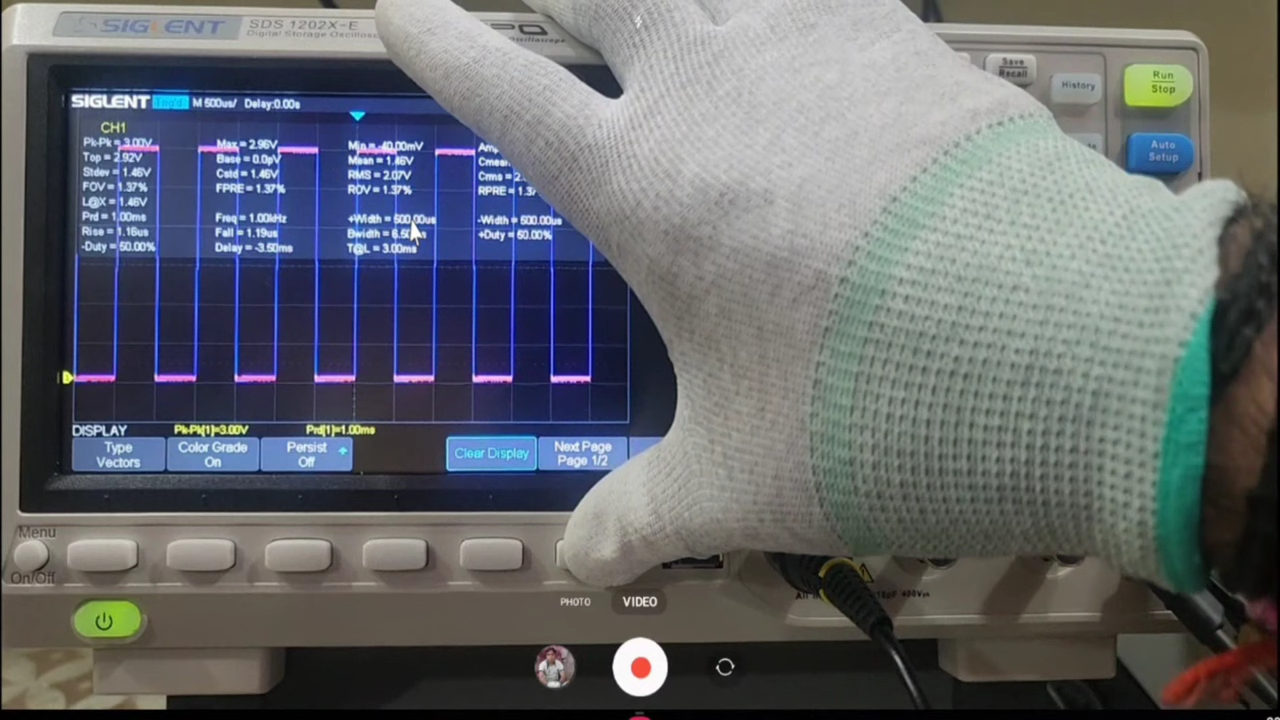 SIGLENT SDS 1202X-E
Digital Storage Oscillos
Save Recall
History
Run Stop
Auto Setup
SIGLENT M 500us/ Delay:0.00s
CH1
Pk-Pk = 3.00V Max = 2.96V Min = -40.00mV
Top = 2.92V Base = 0.0pV Mean = 1.46V
Stdev = 1.46V Cstd = 1.46V RMS = 2.07V
FOV = 1.37% FPRE = 1.37% ROV = 1.37%
L@X = 1.46V
Prd = 1.00ms Freq = 1.00kHz +Width = 500.00us -Width = 500.00us
Rise = 1.16us Fall = 1.19us +Duty = 50.00%
-Duty = 50.00% Delay = -3.50ms T@L = 3.00ms
DISPLAY Pk-Pk[1]=3.00V Prd[1]=1.00ms
Type Vectors
Color Grade On
Persist Off
Clear Display
Next Page Page 1/2
Menu
On/Off
PHOTO VIDEO